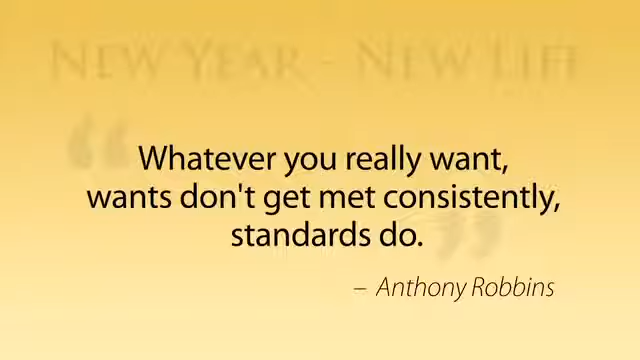 NEW YEAR - NEW LIFE
“
Whatever you really want,
wants don't get met consistently,
standards do.
”
– Anthony Robbins